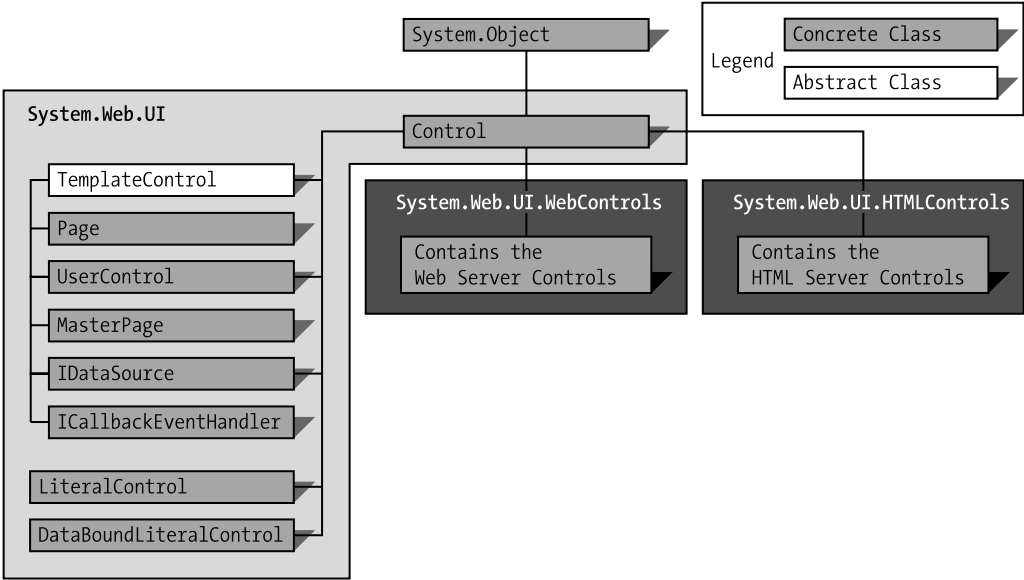 System.Object
Legend
Concrete Class
Abstract Class
System.Web.UI
Control
TemplateControl
Page
UserControl
MasterPage
IDataSource
ICallbackEventHandler
LiteralControl
DataBoundLiteralControl
System.Web.UI.WebControls
Contains the
Web Server Controls
System.Web.UI.HTMLControls
Contains the
HTML Server Controls